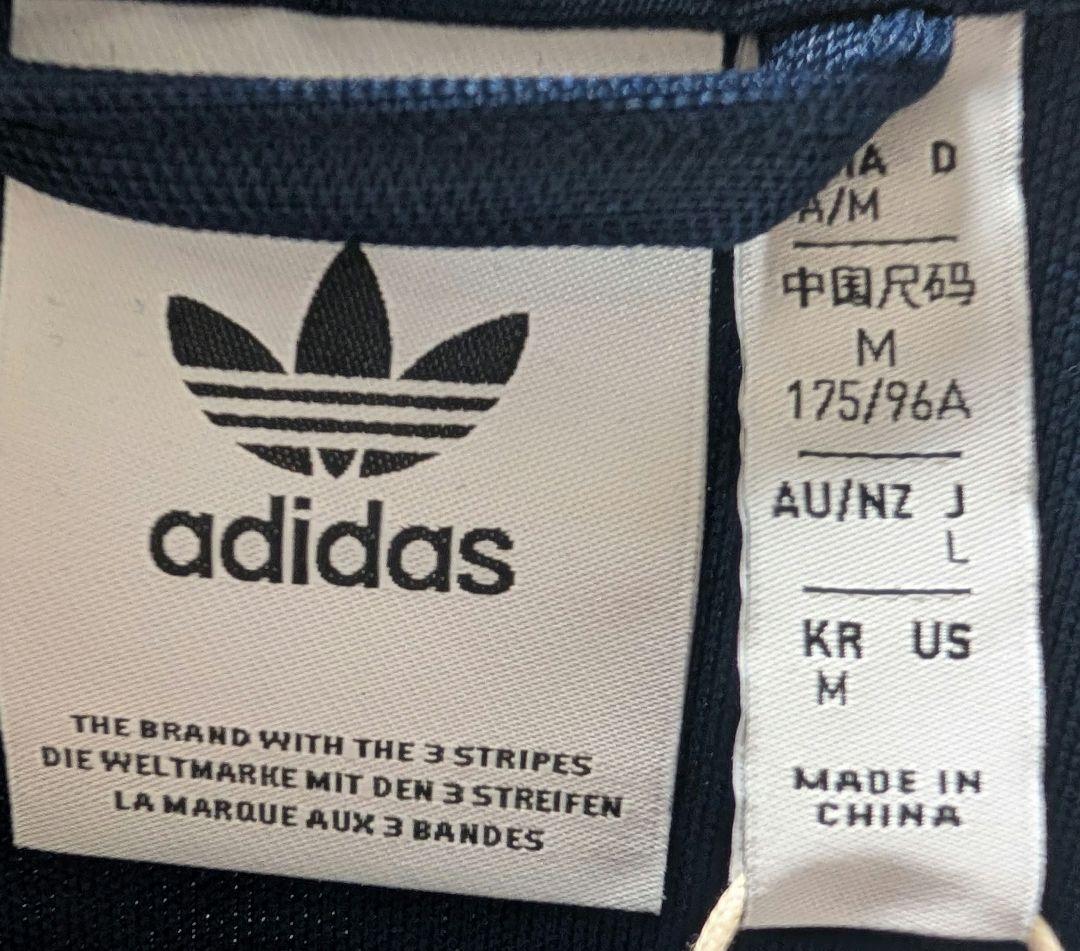 adidas
THE BRAND WITH THE 3 STRIPES
DIE WELTMARKE MIT DEN 3 STREIFEN
LA MARQUE AUX 3 BANDES
D
A/M
中国尺码
M
175/96A
AU/NZ J
L
KR US
M
MADE IN
CHINA